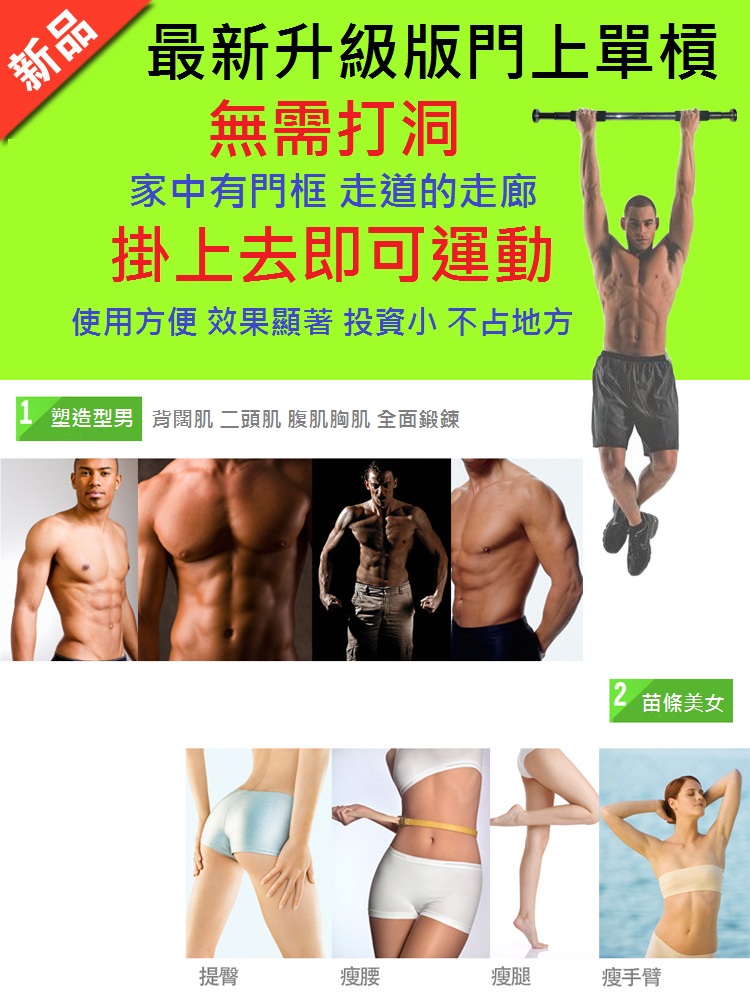 新品
最新升級版門上單槓
無需打洞
家中有門框 走道的走廊
掛上去即可運動
使用方便 效果顯著 投資小 不占地方
1 塑造型男 背闊肌 二頭肌 腹肌胸肌 全面鍛鍊
2 苗條美女
提臀 瘦腰 瘦腿 瘦手臂